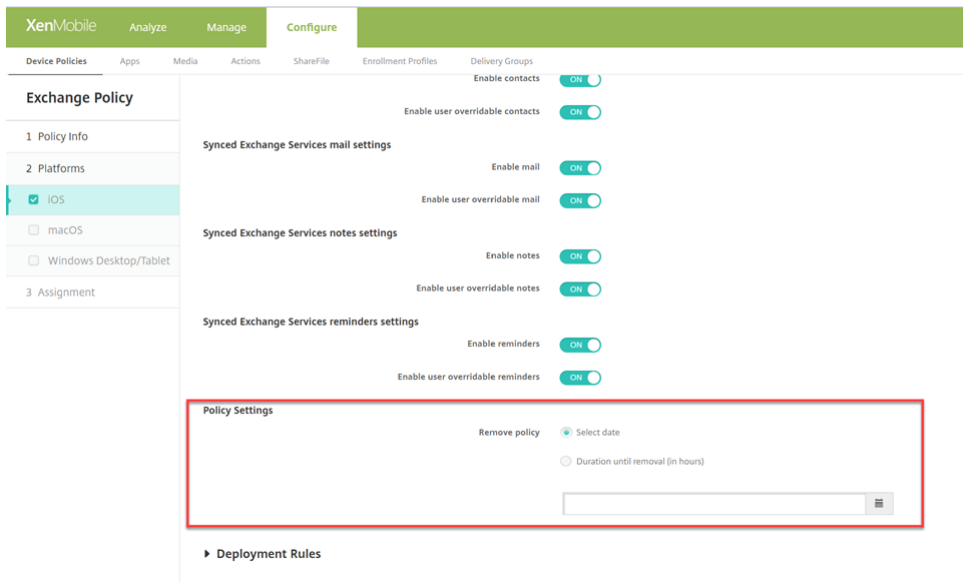 XenMobile Analyze Manage Configure
Device Policies Apps Media Actions ShareFile Enrollment Profiles Delivery Groups
Exchange Policy
1 Policy Info
2 Platforms
iOS
macOS
Windows Desktop/Tablet
3 Assignment
Enable contacts ON
Enable user overridable contacts ON
Synced Exchange Services mail settings
Enable mail ON
Enable user overridable mail ON
Synced Exchange Services notes settings
Enable notes ON
Enable user overridable notes ON
Synced Exchange Services reminders settings
Enable reminders ON
Enable user overridable reminders ON
Policy Settings
Remove policy Select date
Duration until removal (in hours)
Deployment Rules